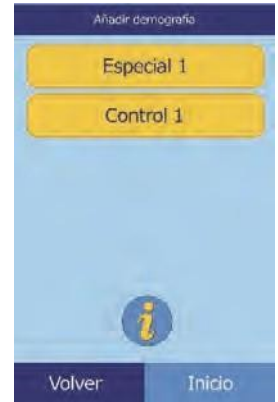 Añadir demografía
Especial 1
Control 1
i
Volver Inicio